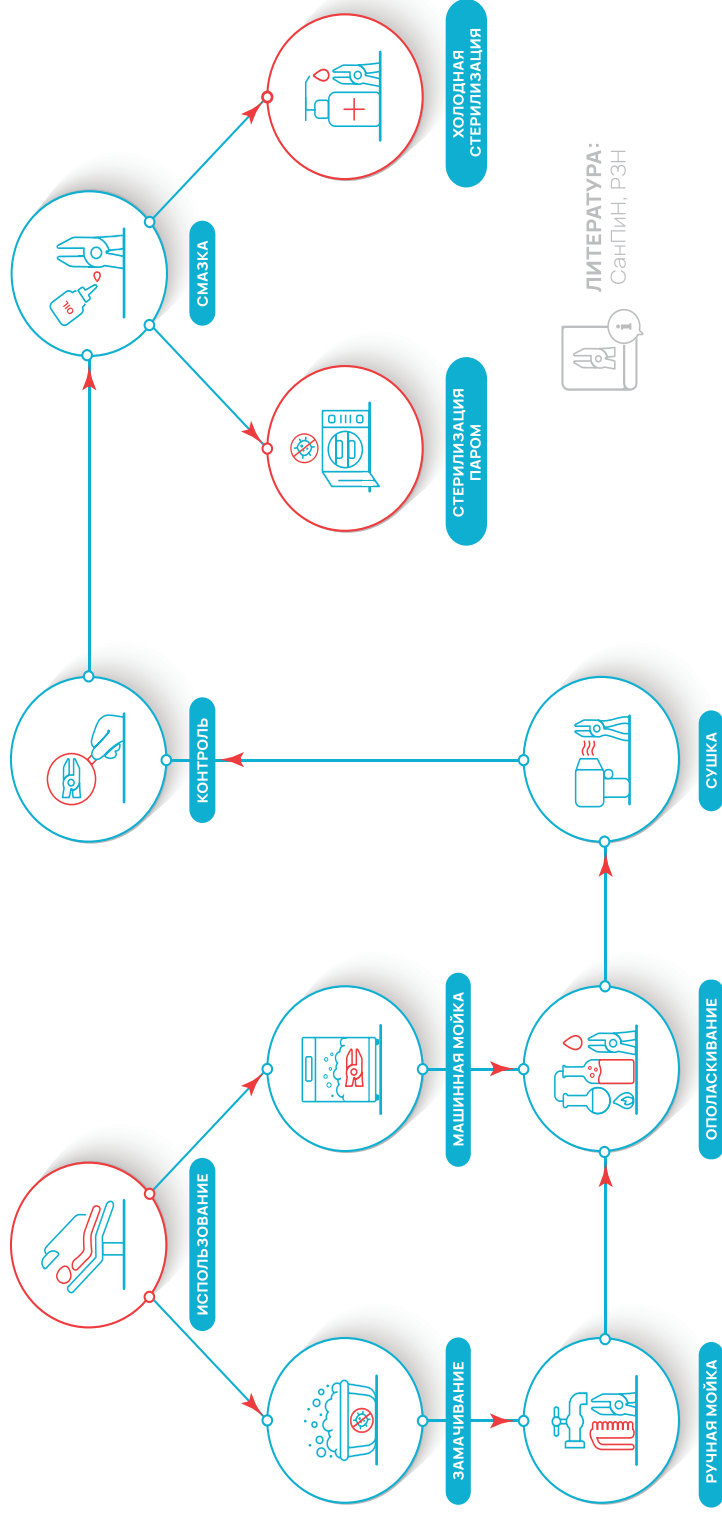 ИСПОЛЬЗОВАНИЕ
КОНТРОЛЬ
СМАЗКА
OIL
ЗАМАЧИВАНИЕ
МАШИННАЯ МОЙКА
СТЕРИЛИЗАЦИЯ
ПАРОМ
ХОЛОДНАЯ
СТЕРИЛИЗАЦИЯ
РУЧНАЯ МОЙКА
ОПОЛАСКИВАНИЕ
СУШКА
ЛИТЕРАТУРА:
СанПиН, РЗН
i